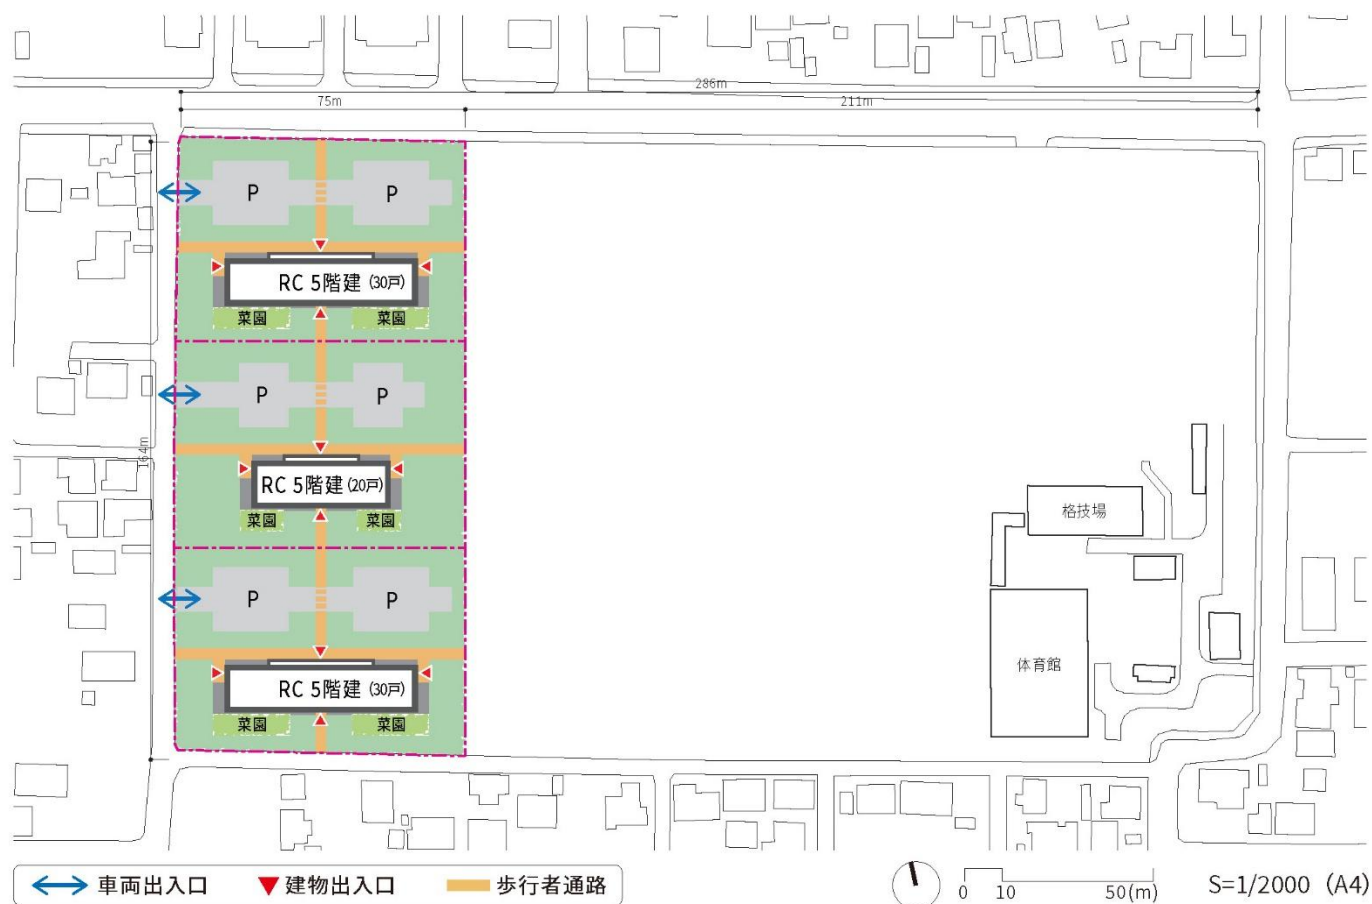 286m
75m
211m
P
P
RC 5階建 (30戸)
菜園
菜園
P
P
164m
RC 5階建 (20戸)
菜園
菜園
格技場
P
P
体育館
RC 5階建 (30戸)
菜園
菜園
車両出入口
建物出入口
歩行者通路
0 10 50(m)
S=1/2000 (A4)